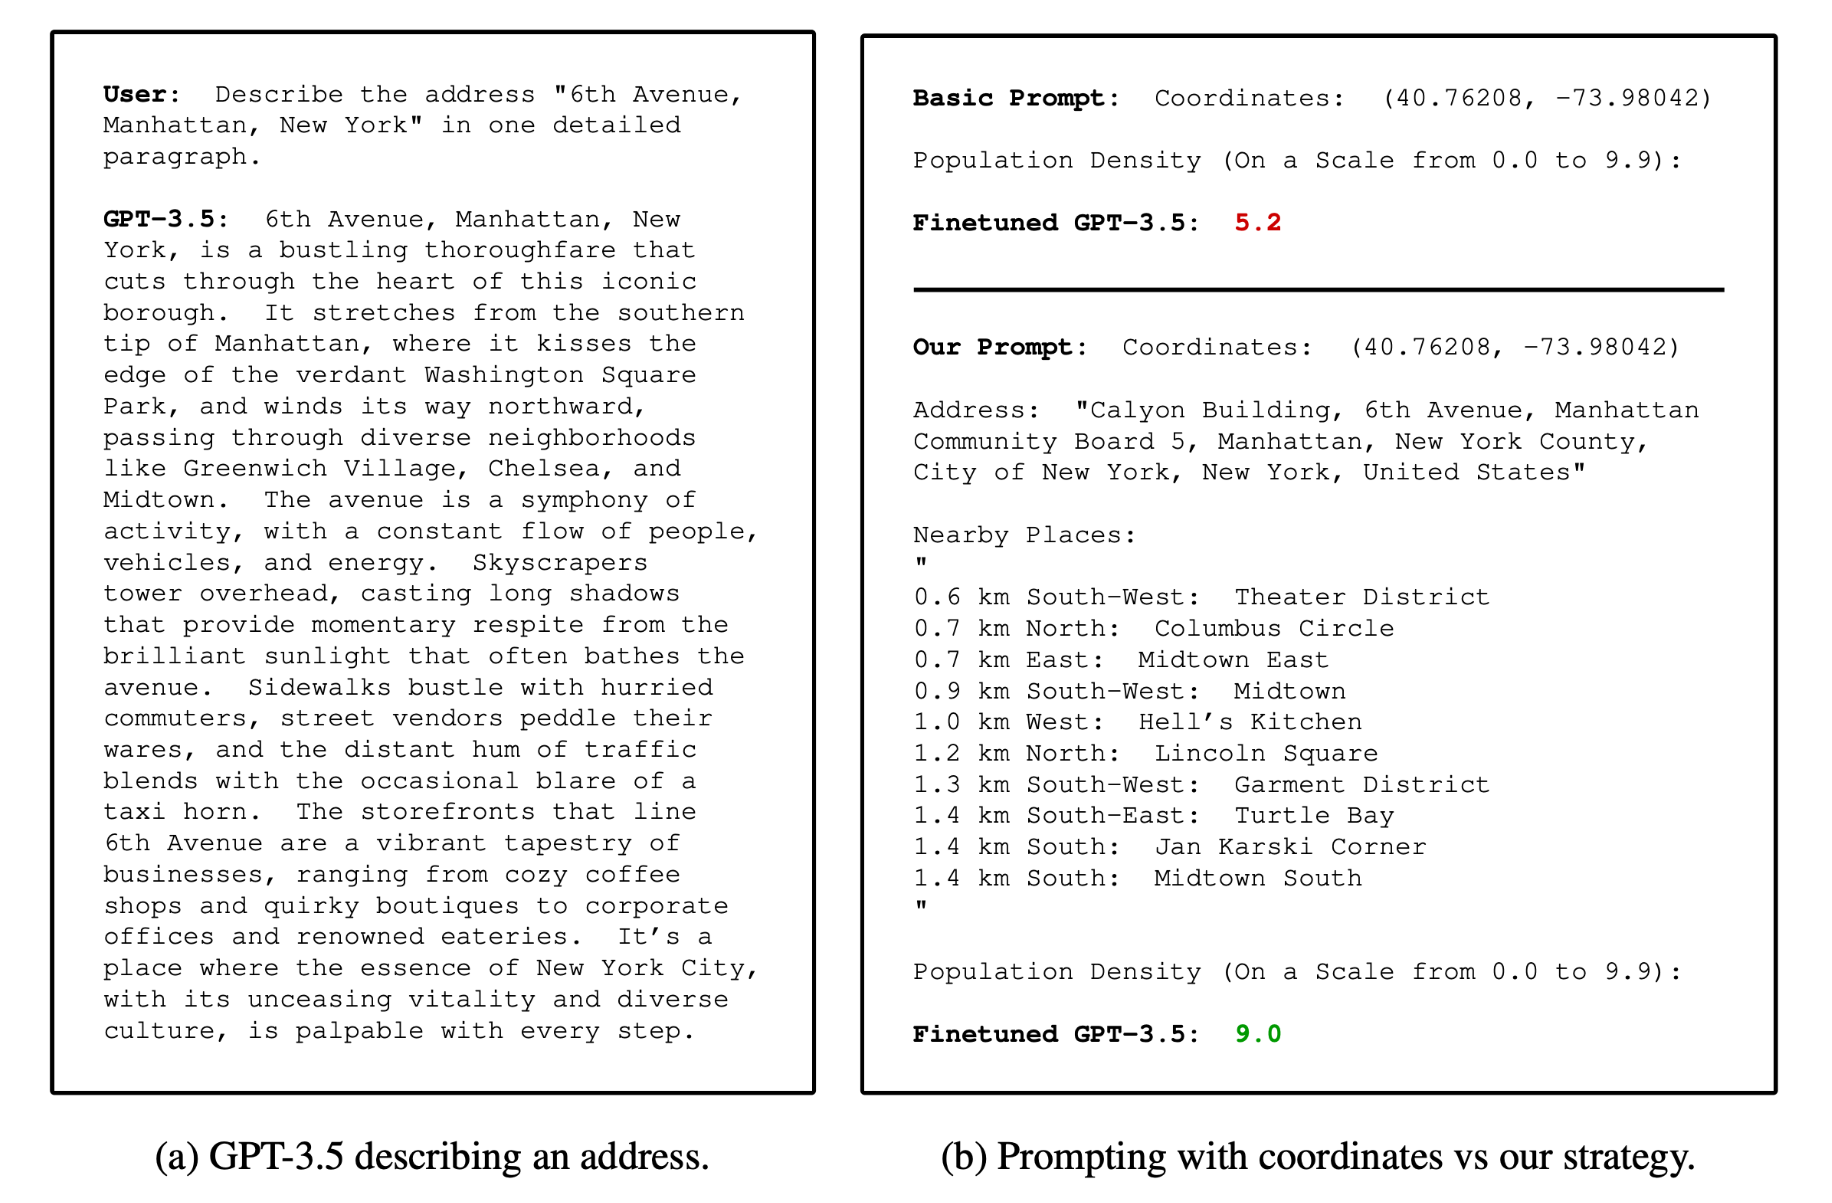 User: Describe the address "6th Avenue,
Manhattan, New York" in one detailed
paragraph.
GPT-3.5: 6th Avenue, Manhattan, New
York, is a bustling thoroughfare that
cuts through the heart of this iconic
borough. It stretches from the southern
tip of Manhattan, where it kisses the
edge of the verdant Washington Square
Park, and winds its way northward,
passing through diverse neighborhoods
like Greenwich Village, Chelsea, and
Midtown. The avenue is a symphony of
activity, with a constant flow of people,
vehicles, and energy. Skyscrapers
tower overhead, casting long shadows
that provide momentary respite from the
brilliant sunlight that often bathes the
avenue. Sidewalks bustle with hurried
commuters, street vendors peddle their
wares, and the distant hum of traffic
blends with the occasional blare of a
taxi horn. The storefronts that line
6th Avenue are a vibrant tapestry of
businesses, ranging from cozy coffee
shops and quirky boutiques to corporate
offices and renowned eateries. It's a
place where the essence of New York City,
with its unceasing vitality and diverse
culture, is palpable with every step.
(a) GPT-3.5 describing an address.
Basic Prompt: Coordinates: (40.76208, -73.98042)
Population Density (On a Scale from 0.0 to 9.9):
Finetuned GPT-3.5: 5.2
Our Prompt: Coordinates: (40.76208, -73.98042)
Address: "Calyon Building, 6th Avenue, Manhattan
Community Board 5, Manhattan, New York County,
City of New York, New York, United States"
Nearby Places:
"
0.6 km South-West: Theater District
0.7 km North: Columbus Circle
0.7 km East: Midtown East
0.9 km South-West: Midtown
1.0 km West: Hell's Kitchen
1.2 km North: Lincoln Square
1.3 km South-West: Garment District
1.4 km South-East: Turtle Bay
1.4 km South: Jan Karski Corner
1.4 km South: Midtown South
"
Population Density (On a Scale from 0.0 to 9.9):
Finetuned GPT-3.5: 9.0
(b) Prompting with coordinates vs our strategy.